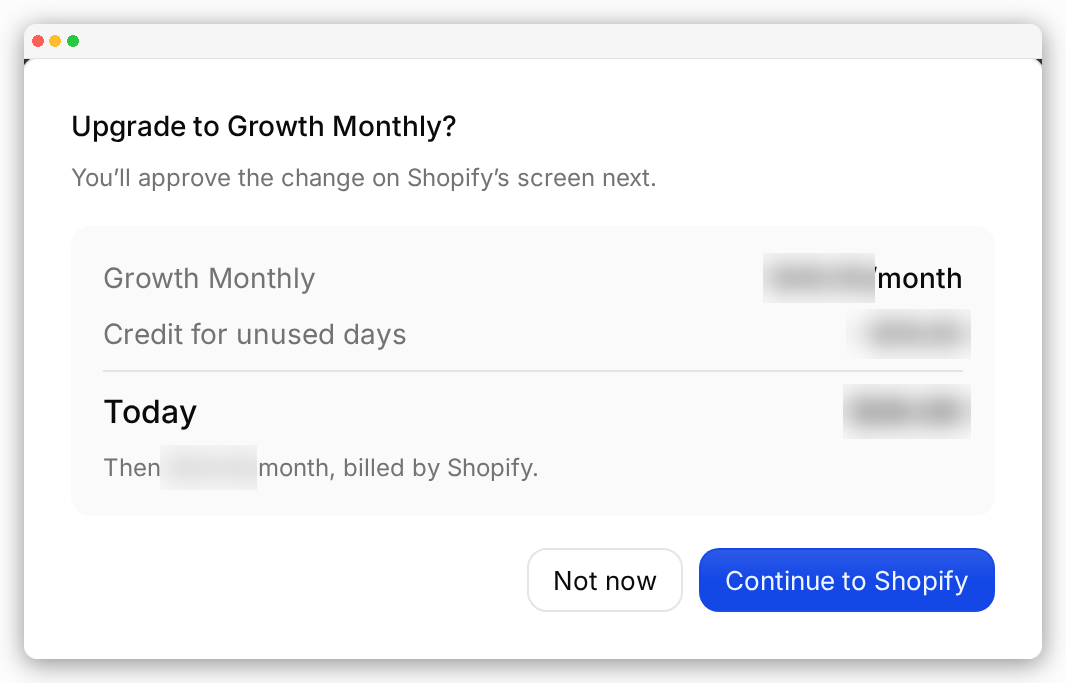 Upgrade to Growth Monthly?
You’ll approve the change on Shopify’s screen next.
Growth Monthly /month
Credit for unused days
Today
Then month, billed by Shopify.
Not now
Continue to Shopify